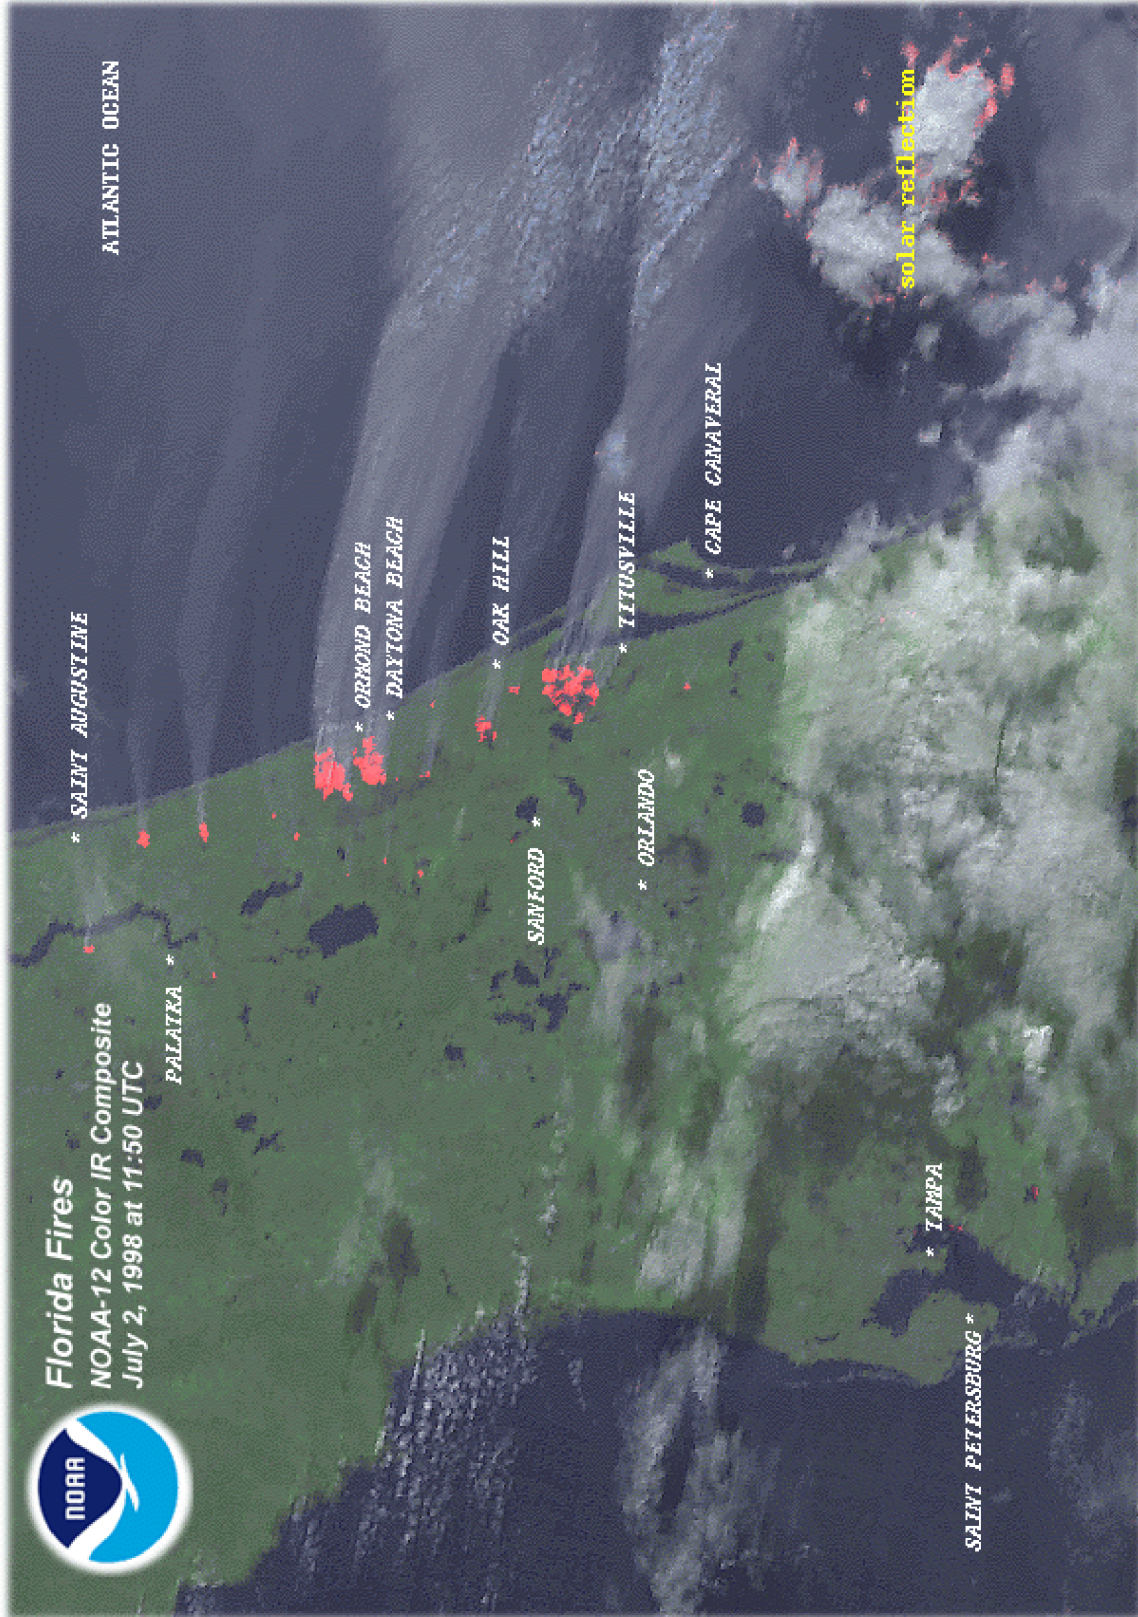 Florida Fires
NOAA-12 Color IR Composite
July 2, 1998 at 11:50 UTC
NOAA
ATLANTIC OCEAN
* SAINT AUGUSTINE
PALATKA *
* ORMOND BEACH
* DAYTONA BEACH
* OAK HILL
SANFORD *
* TITUSVILLE
* ORLANDO
* CAPE CANAVERAL
solar reflection
* TAMPA
SAINT PETERSBURG *